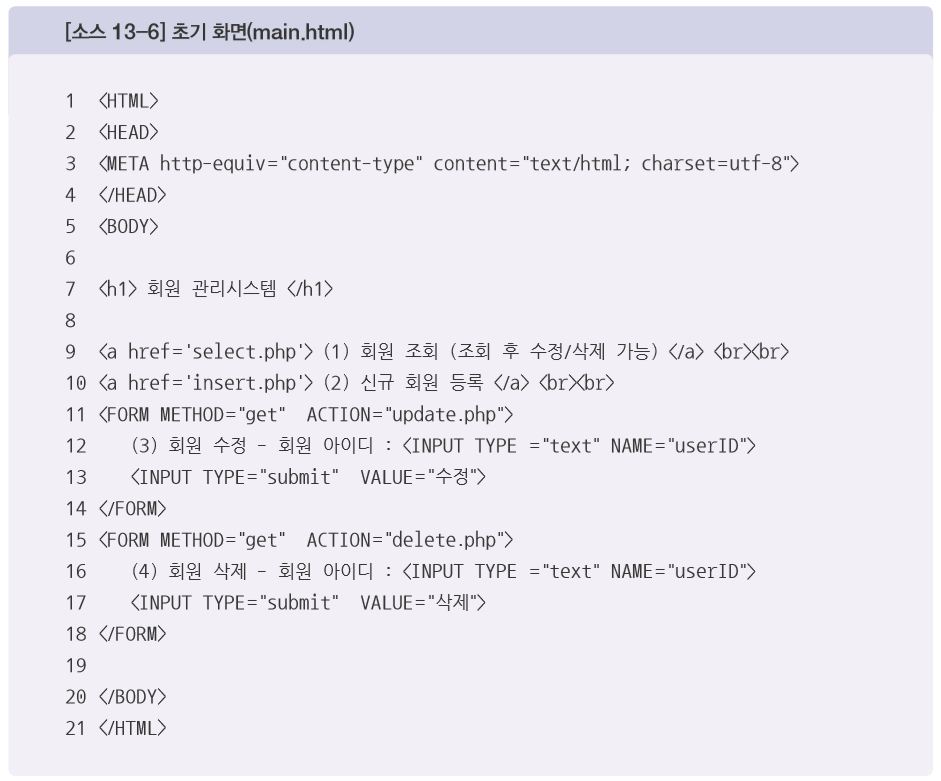 [소스 13-6] 초기 화면(main.html)
1 <HTML>
2 <HEAD>
3 <META http-equiv="content-type" content="text/html; charset=utf-8">
4 </HEAD>
5 <BODY>
6
7 <h1> 회원 관리시스템 </h1>
8
9 <a href='select.php'> (1) 회원 조회 (조회 후 수정/삭제 가능) </a> <br><br>
10 <a href='insert.php'> (2) 신규 회원 등록 </a> <br><br>
11 <FORM METHOD="get"  ACTION="update.php">
12    (3) 회원 수정 - 회원 아이디 : <INPUT TYPE ="text" NAME="userID">
13    <INPUT TYPE="submit"  VALUE="수정">
14 </FORM>
15 <FORM METHOD="get"  ACTION="delete.php">
16    (4) 회원 삭제 - 회원 아이디 : <INPUT TYPE ="text" NAME="userID">
17    <INPUT TYPE="submit"  VALUE="삭제">
18 </FORM>
19
20 </BODY>
21 </HTML>